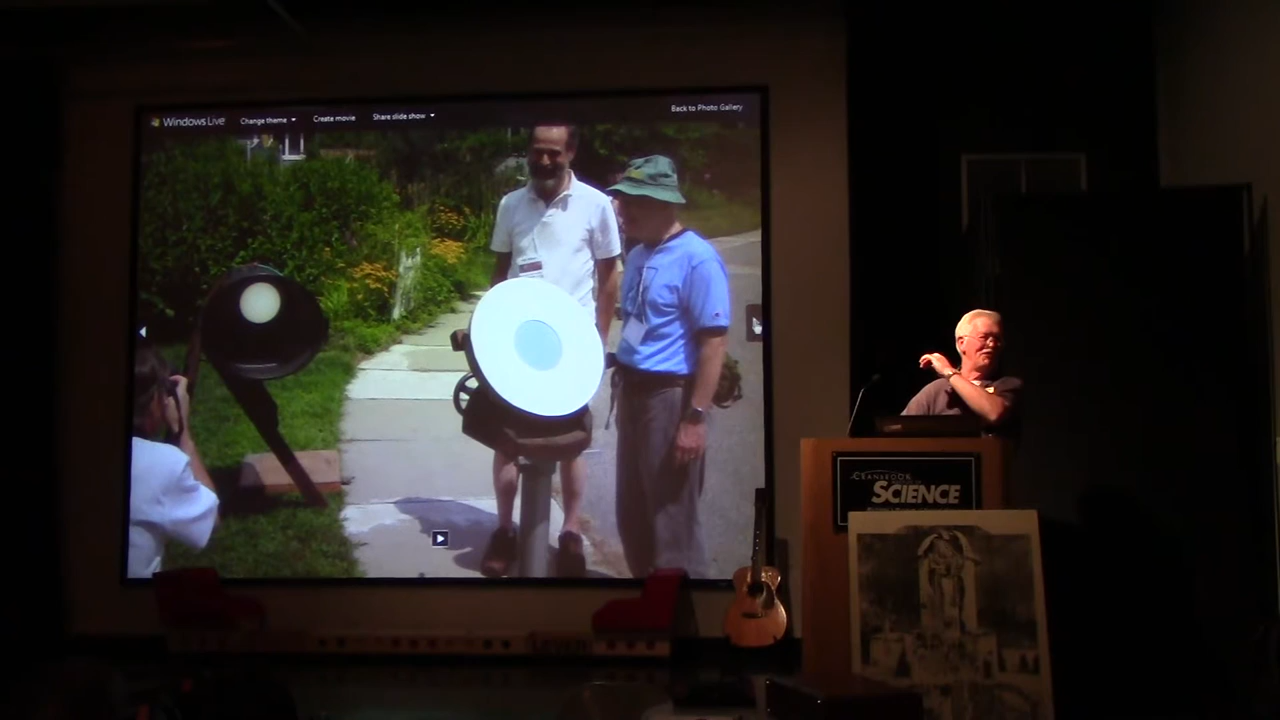 Windows Live
Change theme
Create movie
Share slide show
Back to Photo Gallery
CRANBROOK
SCIENCE